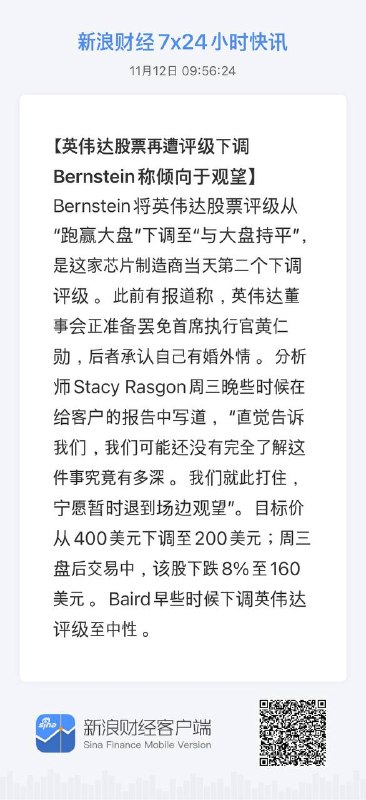 新浪财经 7x24 小时快讯
11月12日 09:56:24
【英伟达股票再遭评级下调
Bernstein 称倾向于观望】
Bernstein 将英伟达股票评级从
“跑赢大盘”下调至“与大盘持平”，
是这家芯片制造商当天第二个下调
评级 。 此前有报道称 ，英伟达董
事会正准备罢免首席执行官黄仁
勋 ，后者承认自己有婚外情 。 分析
师 Stacy Rasgon 周三晚些时候在
给客户的报告中写道 ，“直觉告诉
我们 ，我们可能还没有完全了解这
件事究竟有多深 。 我们就此打住 ，
宁愿暂时退到场边观望”。 目标价
从 400 美元下调至 200 美元 ；周三
盘后交易中 ，该股下跌 8% 至 160
美元 。 Baird 早些时候下调英伟达
评级至中性 。
sina
新浪财经客户端
Sina Finance Mobile Version